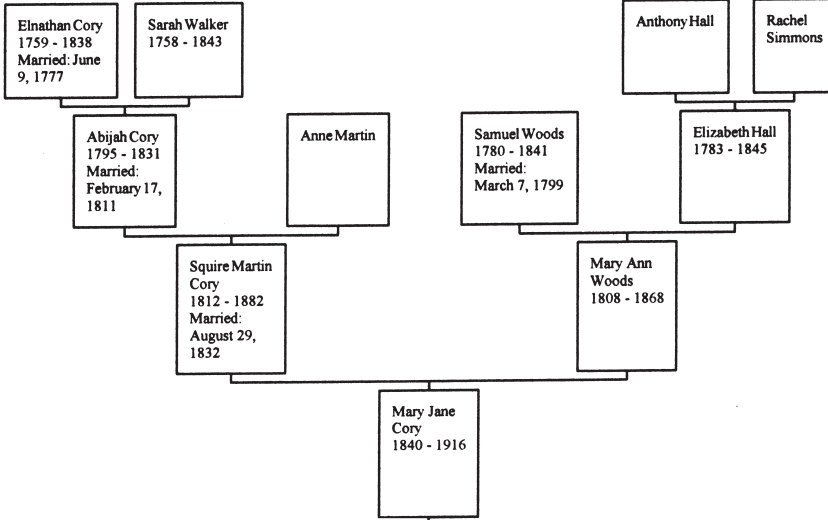 Elnathan Cory
1759 - 1838
Married: June
9, 1777
Sarah Walker
1758 - 1843
Anthony Hall
Rachel
Simmons
Abijah Cory
1795 - 1831
Married:
February 17,
1811
Anne Martin
Samuel Woods
1780 - 1841
Married:
March 7, 1799
Elizabeth Hall
1783 - 1845
Squire Martin
Cory
1812 - 1882
Married:
August 29,
1832
Mary Ann
Woods
1808 - 1868
Mary Jane
Cory
1840 - 1916